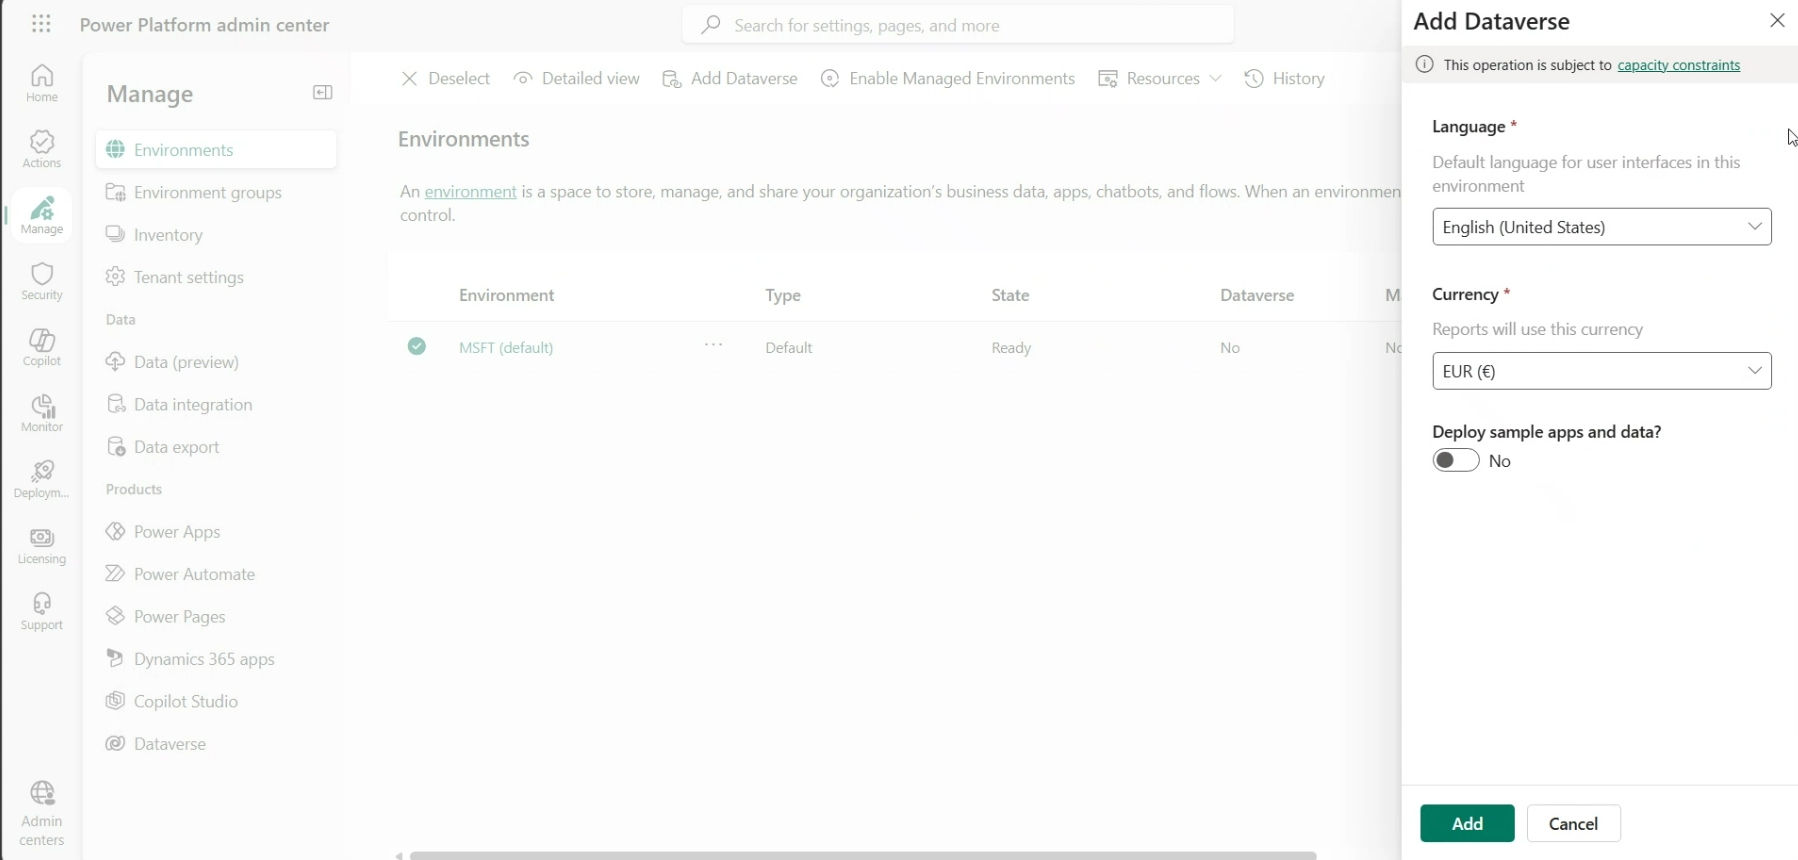 Power Platform admin center
Search for settings, pages, and more
Home
Actions
Manage
Security
Copilot
Monitor
Deploym...
Licensing
Support
Admin
centers
Manage
Environments
Environment groups
Inventory
Tenant settings
Data
Data (preview)
Data integration
Data export
Products
Power Apps
Power Automate
Power Pages
Dynamics 365 apps
Copilot Studio
Dataverse
Deselect
Detailed view
Add Dataverse
Enable Managed Environments
Resources
History
Environments
An environment is a space to store, manage, and share your organization's business data, apps, chatbots, and flows. When an environmen
control.
Environment Type State Dataverse M
MSFT (default) ... Default Ready No No
Add Dataverse
This operation is subject to capacity constraints
Language *
Default language for user interfaces in this
environment
English (United States)
Currency *
Reports will use this currency
EUR (€)
Deploy sample apps and data?
No
Add
Cancel